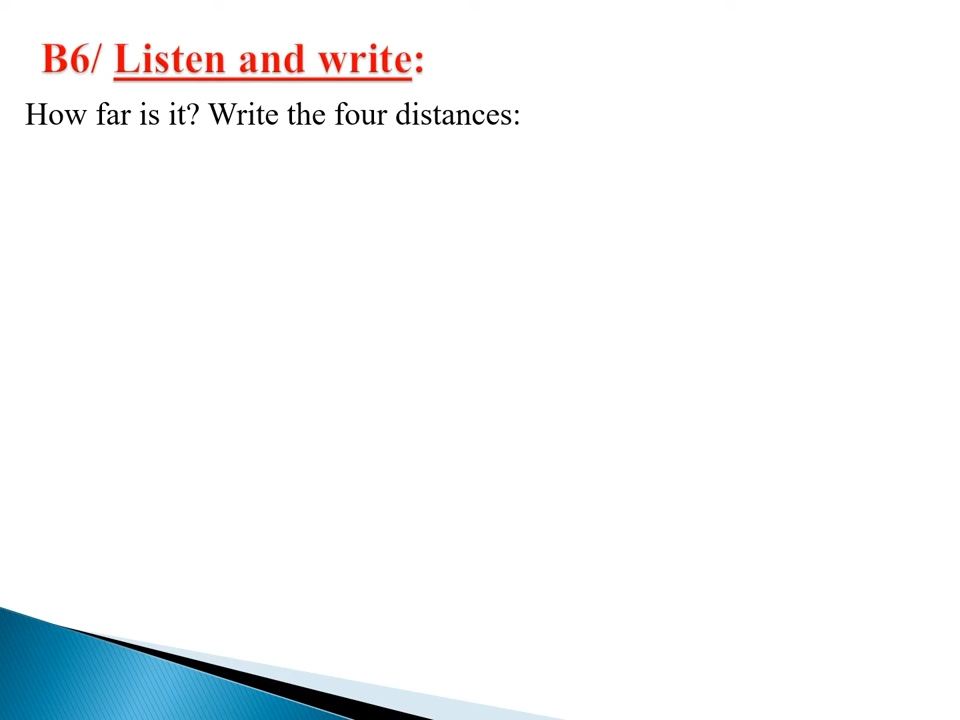 B6/ Listen and write:
How far is it? Write the four distances: